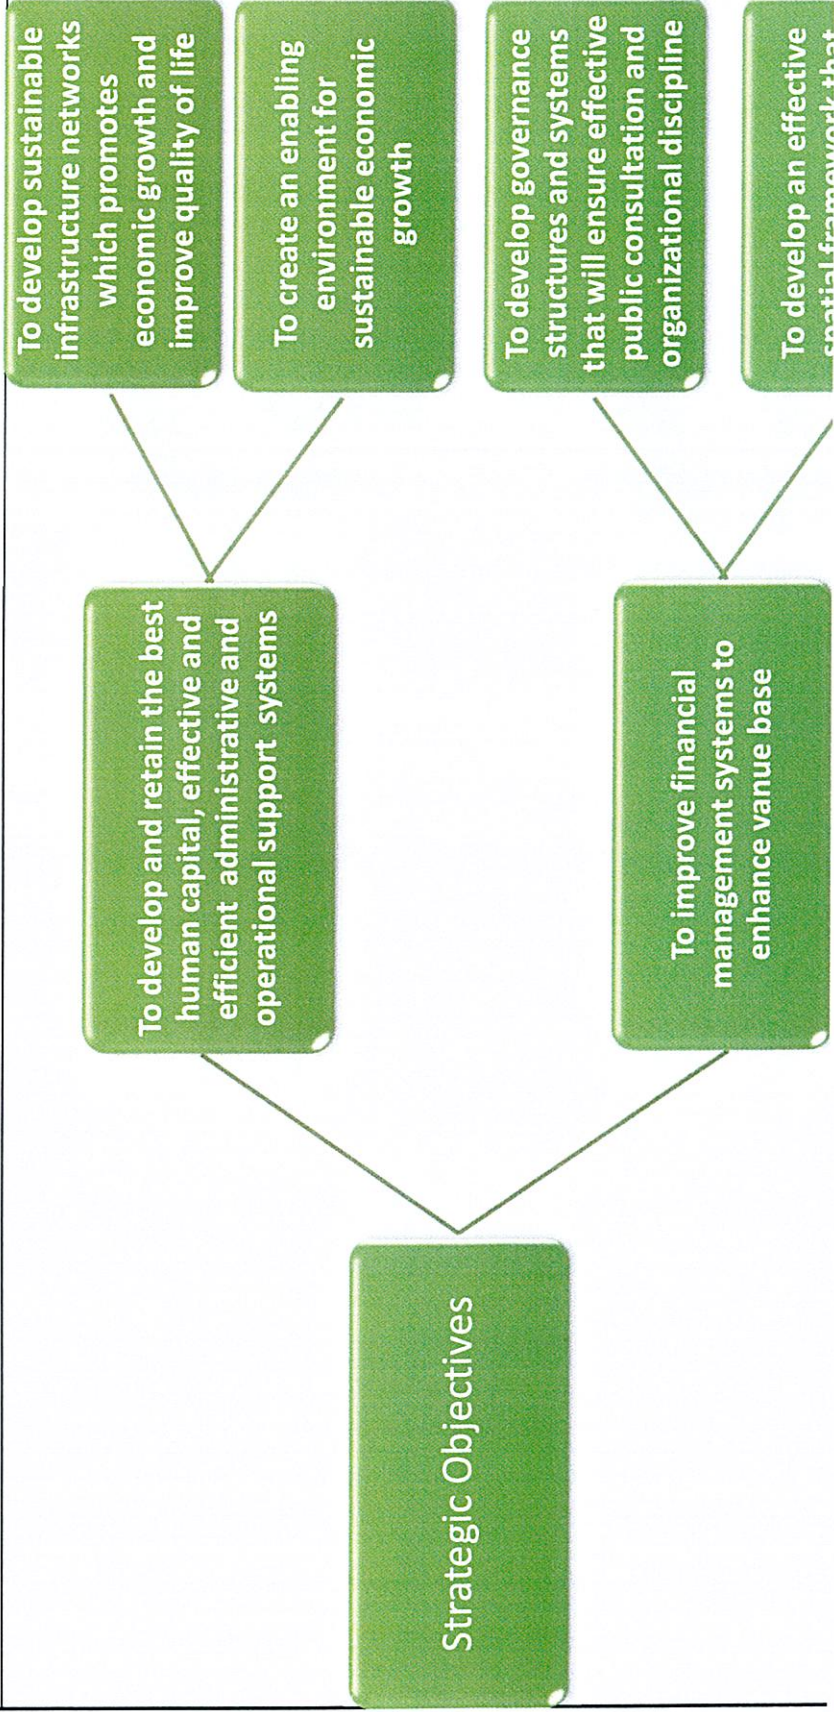 Strategic Objectives
To develop and retain the best
human capital, effective and
efficient administrative and
operational support systems
To improve financial
management systems to
enhance vanue base
To develop sustainable
infrastructure networks
which promotes
economic growth and
improve quality of life
To create an enabling
environment for
sustainable economic
growth
To develop governance
structures and systems
that will ensure effective
public consultation and
organizational discipline
To develop an effective
spatial framework that